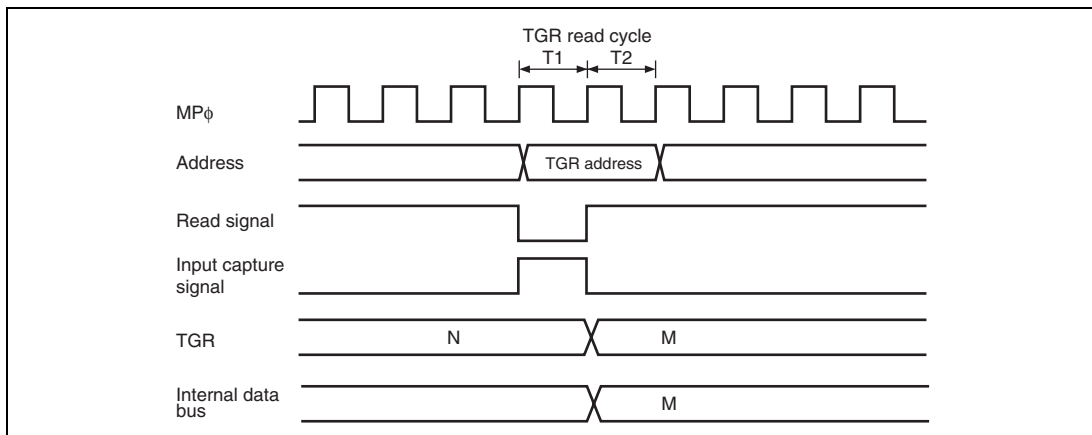 TGR read cycle
T1 T2
MPϕ
Address
TGR address
Read signal
Input capture
signal
TGR
N M
Internal data
bus
M